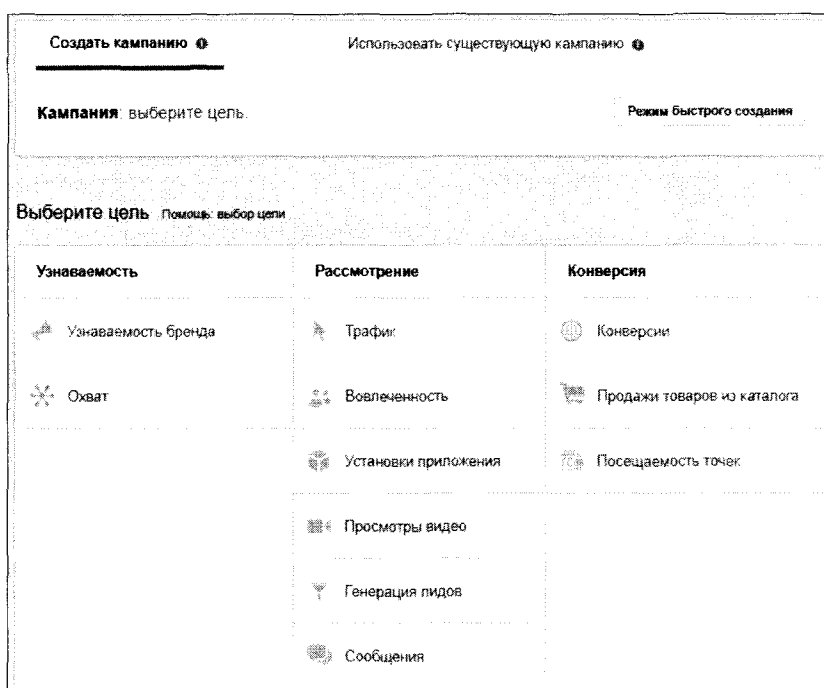 Создать кампанию
Использовать существующую кампанию
Кампания: выберите цель.
Режим быстрого создания
Выберите цель Помощь: выбор цели
Узнаваемость
Рассмотрение
Конверсия
Узнаваемость бренда
Трафик
Конверсии
Охват
Вовлеченность
Продажи товаров из каталога
Установки приложения
Посещаемость точек
Просмотры видео
Генерация лидов
Сообщения